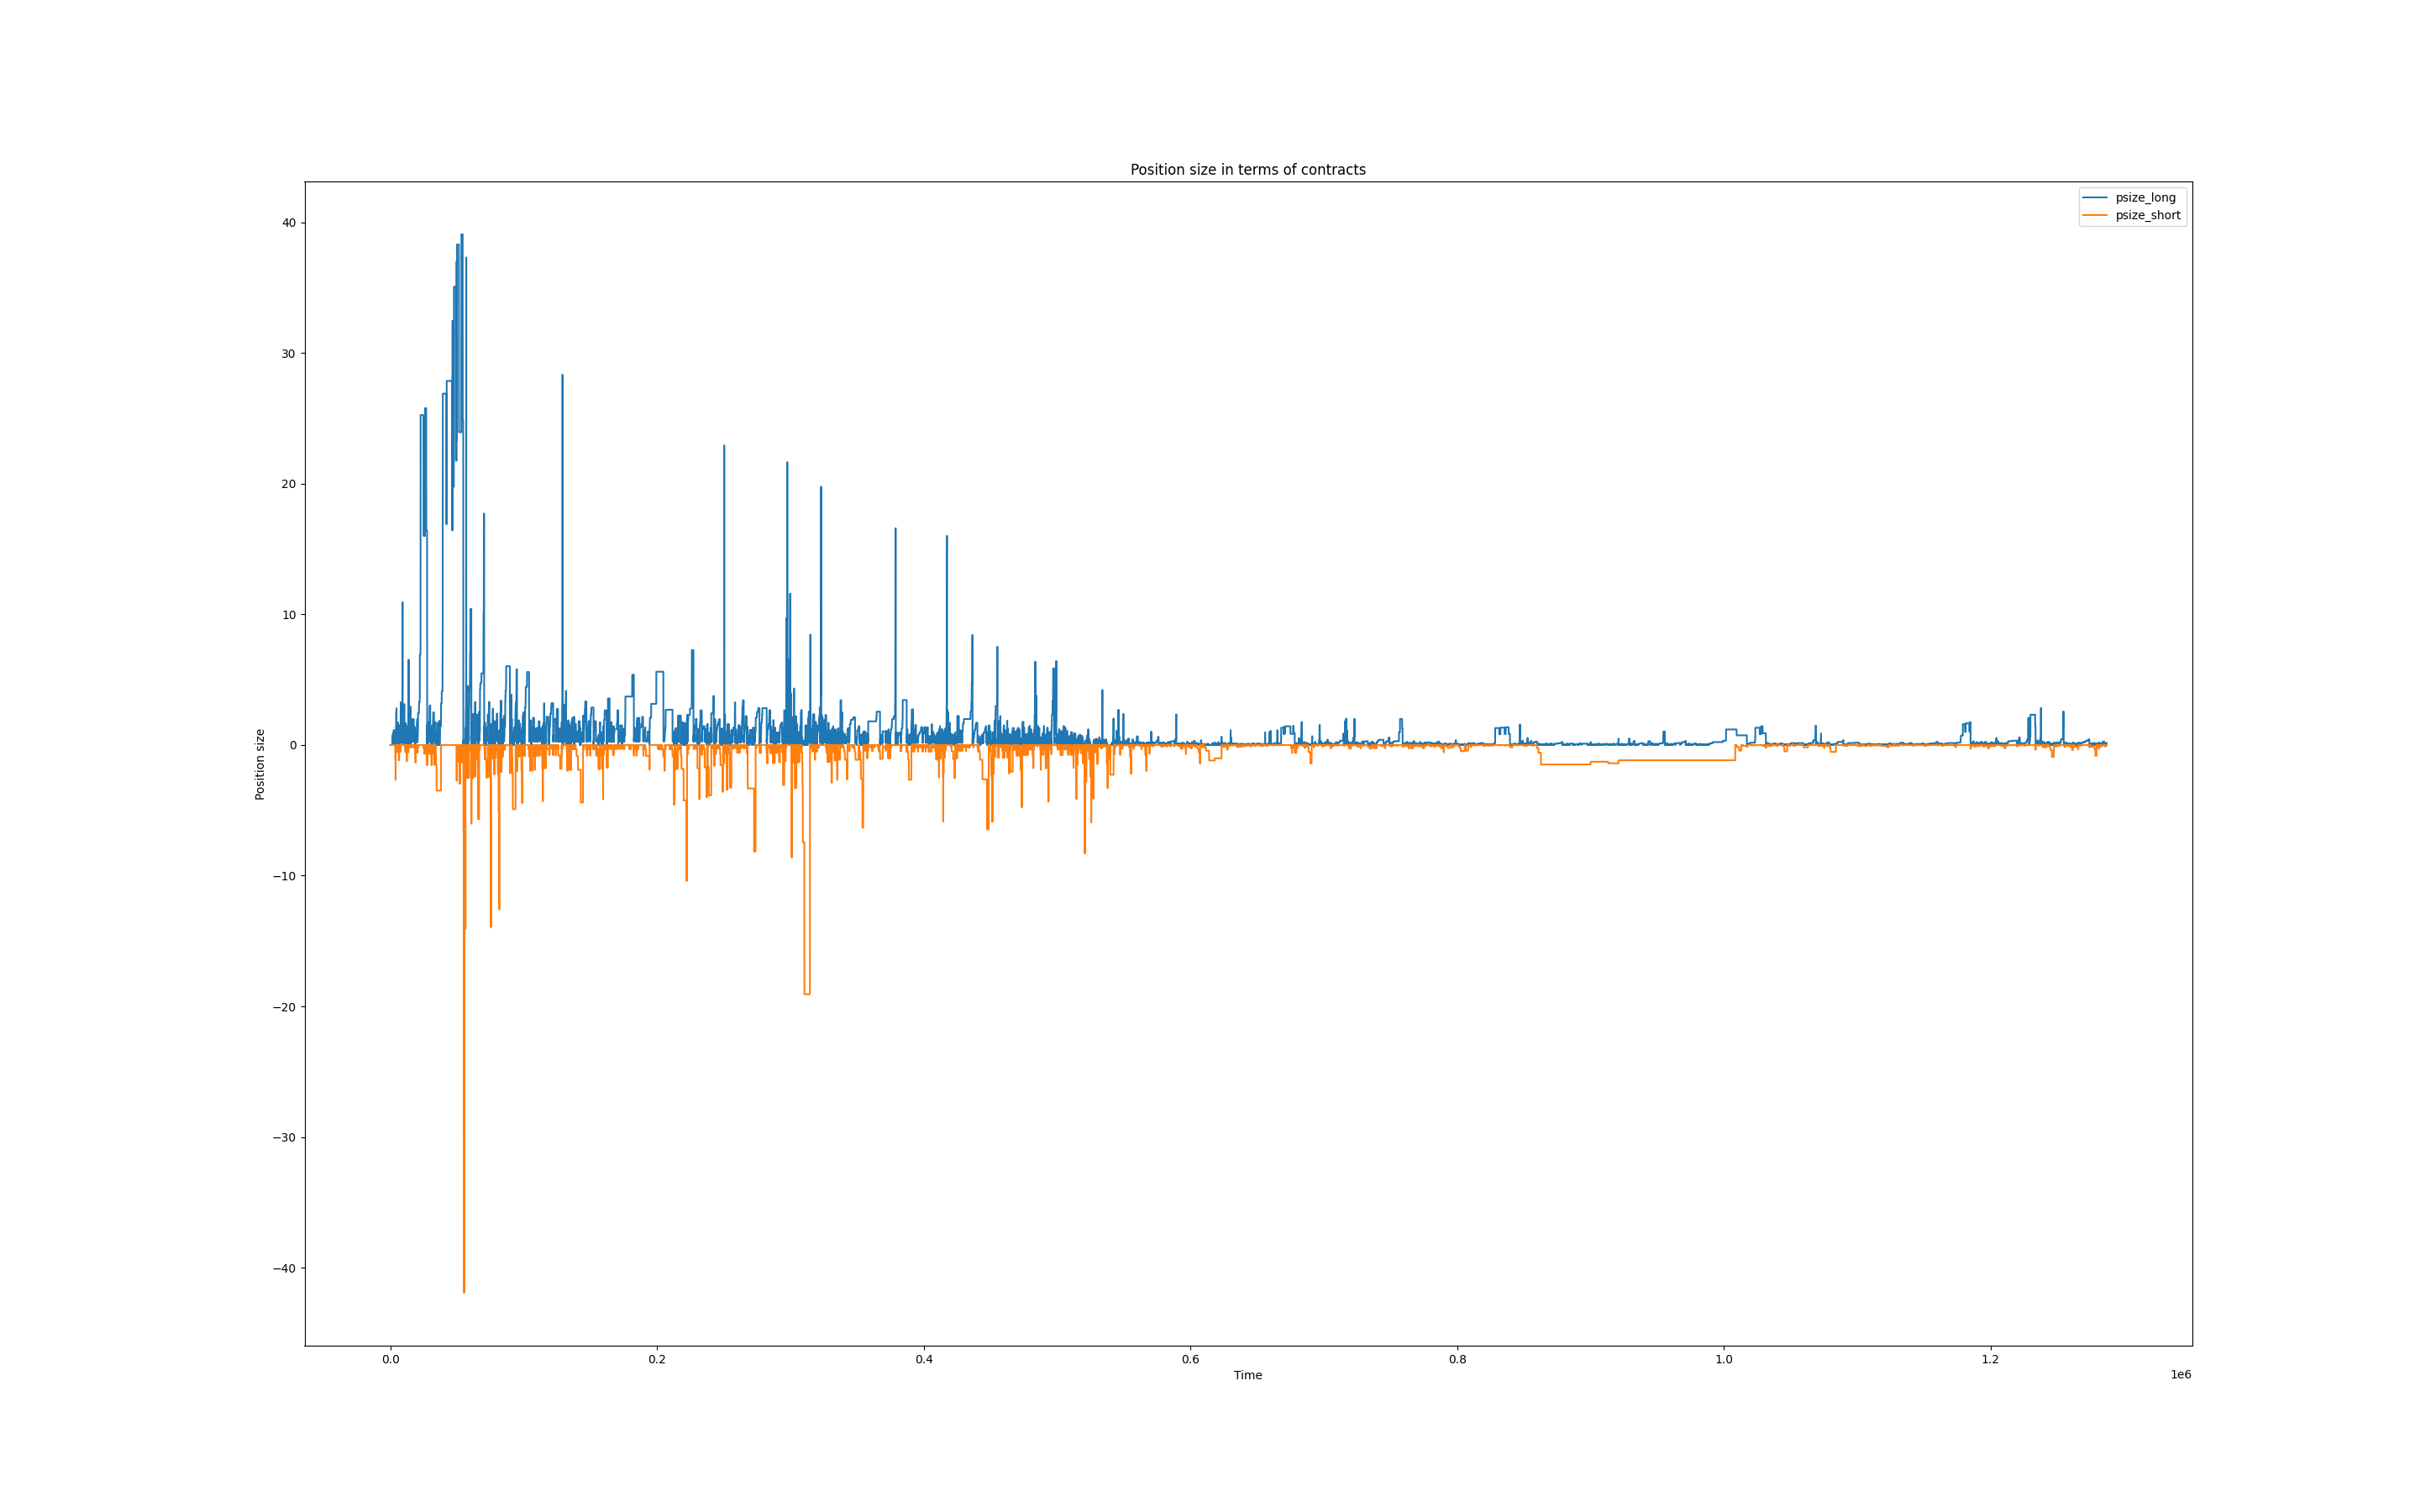 Position size in terms of contracts
psize_long
psize_short
Position size
40
30
20
10
0
−10
−20
−30
−40
0.0 0.2 0.4 0.6 0.8 1.0 1.2
Time
1e6